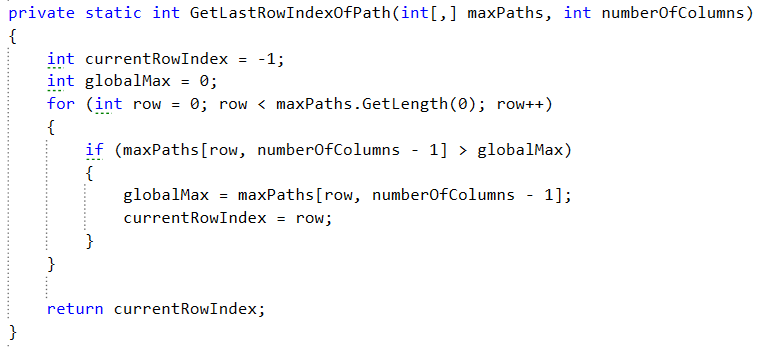 private static int GetLastRowIndexOfPath(int[,] maxPaths, int numberOfColumns)
{
    int currentRowIndex = -1;
    int globalMax = 0;
    for (int row = 0; row < maxPaths.GetLength(0); row++)
    {
        if (maxPaths[row, numberOfColumns - 1] > globalMax)
        {
            globalMax = maxPaths[row, numberOfColumns - 1];
            currentRowIndex = row;
        }
    }

    return currentRowIndex;
}